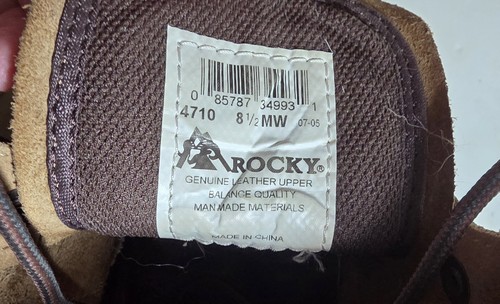 0 85787 34993 1
4710 8 1/2 MW 07-05
ROCKY®
GENUINE LEATHER UPPER
BALANCE QUALITY
MAN MADE MATERIALS
MADE IN CHINA